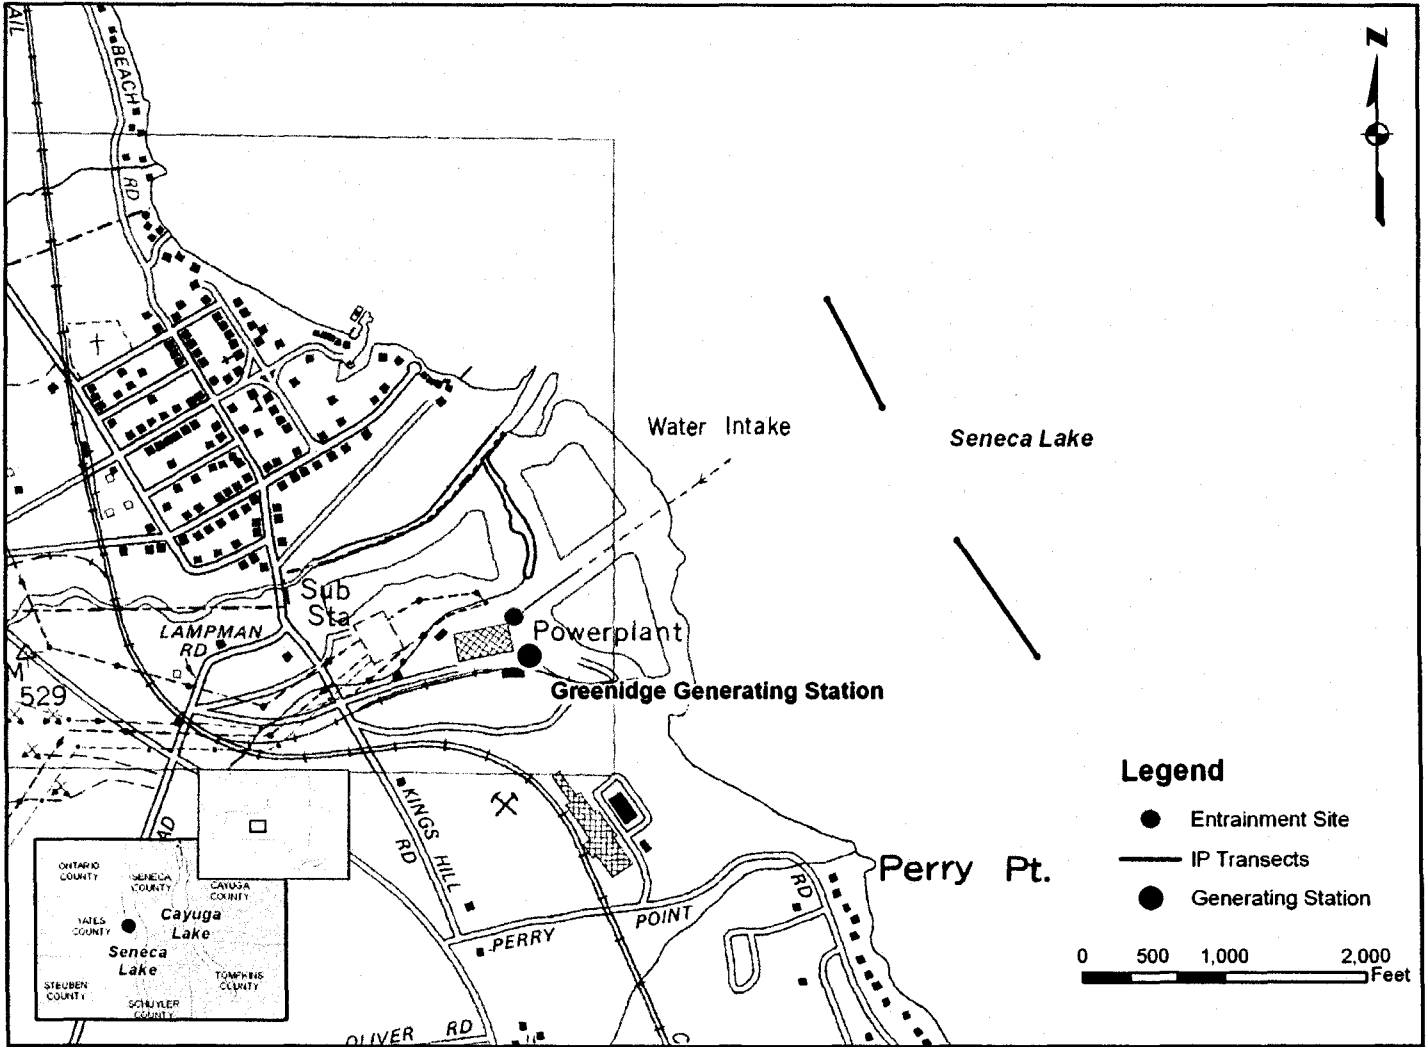 AIL
BEACH
RD
N
Water Intake
Seneca Lake
Sub
Sta
LAMPMAN
RD
Powerplant
M
529
Greenidge Generating Station
Legend
Entrainment Site
IP Transects
Generating Station
KINGS HILL
RD
AD
Perry Pt.
RD
PERRY POINT
0 500 1,000 2,000
Feet
ONTARIO
COUNTY
SENECA
COUNTY
CAYUGA
COUNTY
YATES
COUNTY
Cayuga
Lake
Seneca
Lake
STEUBEN
COUNTY
TOMPKINS
COUNTY
SCHUYLER
COUNTY
OLIVER RD
C